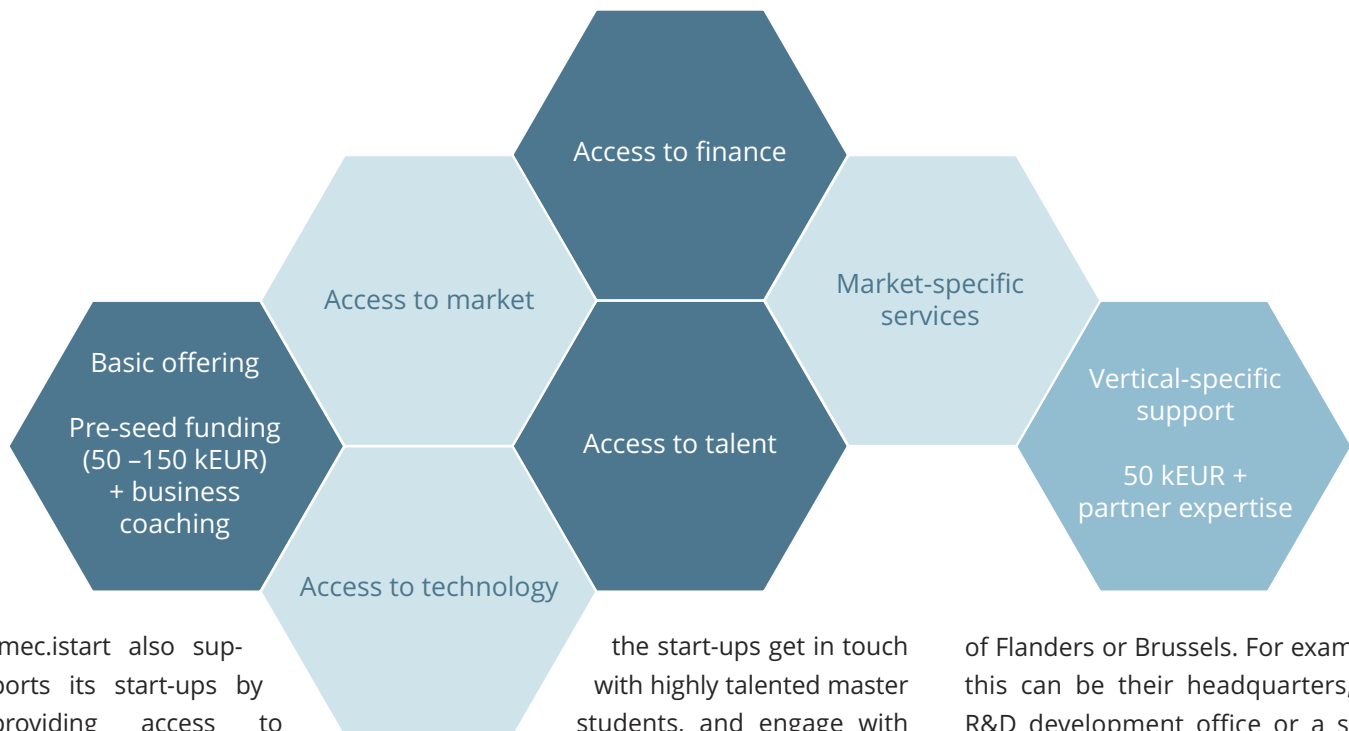 Access to finance
Access to market
Market-specific
services
Basic offering
Pre-seed funding
(50 –150 kEUR)
+ business
coaching
Access to talent
Vertical-specific
support
50 kEUR +
partner expertise
Access to technology
mec.istart also sup-
ports its start-ups by
providing access to
the start-ups get in touch
with highly talented master
students, and engage with
of Flanders or Brussels. For exam
this can be their headquarters,
R&D development office or a s